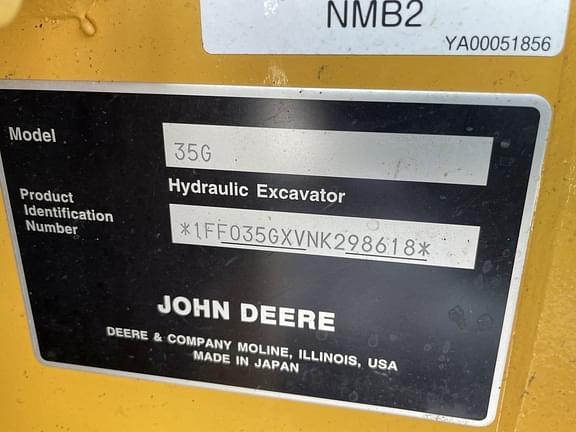 NMB2
YA00051856
Model
35G
Hydraulic Excavator
Product
Identification
Number
*1FF035GXVNK298618*
JOHN DEERE
DEERE & COMPANY MOLINE, ILLINOIS, USA
MADE IN JAPAN